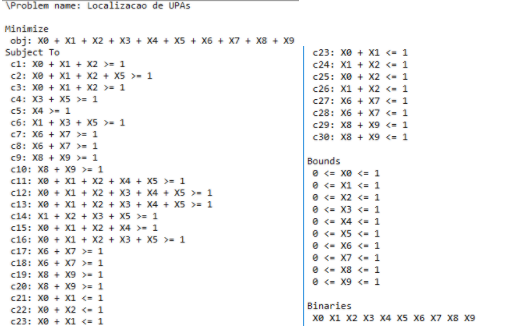 \Problem name: Localizacao de UPAs
Minimize
obj: X0 + X1 + X2 + X3 + X4 + X5 + X6 + X7 + X8 + X9
Subject To
c1: X0 + X1 + X2 >= 1
c2: X0 + X1 + X2 + X5 >= 1
c3: X0 + X1 + X2 >= 1
c4: X3 + X5 >= 1
c5: X4 >= 1
c6: X1 + X3 + X5 >= 1
c7: X6 + X7 >= 1
c8: X6 + X7 >= 1
c9: X8 + X9 >= 1
c10: X8 + X9 >= 1
c11: X0 + X1 + X2 + X4 + X5 >= 1
c12: X0 + X1 + X2 + X3 + X4 + X5 >= 1
c13: X0 + X1 + X2 + X3 + X4 + X5 >= 1
c14: X1 + X2 + X3 + X5 >= 1
c15: X0 + X1 + X2 + X4 >= 1
c16: X0 + X1 + X2 + X3 + X5 >= 1
c17: X6 + X7 >= 1
c18: X6 + X7 >= 1
c19: X8 + X9 >= 1
c20: X8 + X9 >= 1
c21: X0 + X1 <= 1
c22: X0 + X2 <= 1
c23: X0 + X1 <= 1
c23: X0 + X1 <= 1
c24: X1 + X2 <= 1
c25: X0 + X2 <= 1
c26: X1 + X2 <= 1
c27: X6 + X7 <= 1
c28: X6 + X7 <= 1
c29: X8 + X9 <= 1
c30: X8 + X9 <= 1
Bounds
0 <= X0 <= 1
0 <= X1 <= 1
0 <= X2 <= 1
0 <= X3 <= 1
0 <= X4 <= 1
0 <= X5 <= 1
0 <= X6 <= 1
0 <= X7 <= 1
0 <= X8 <= 1
0 <= X9 <= 1
Binaries
X0 X1 X2 X3 X4 X5 X6 X7 X8 X9